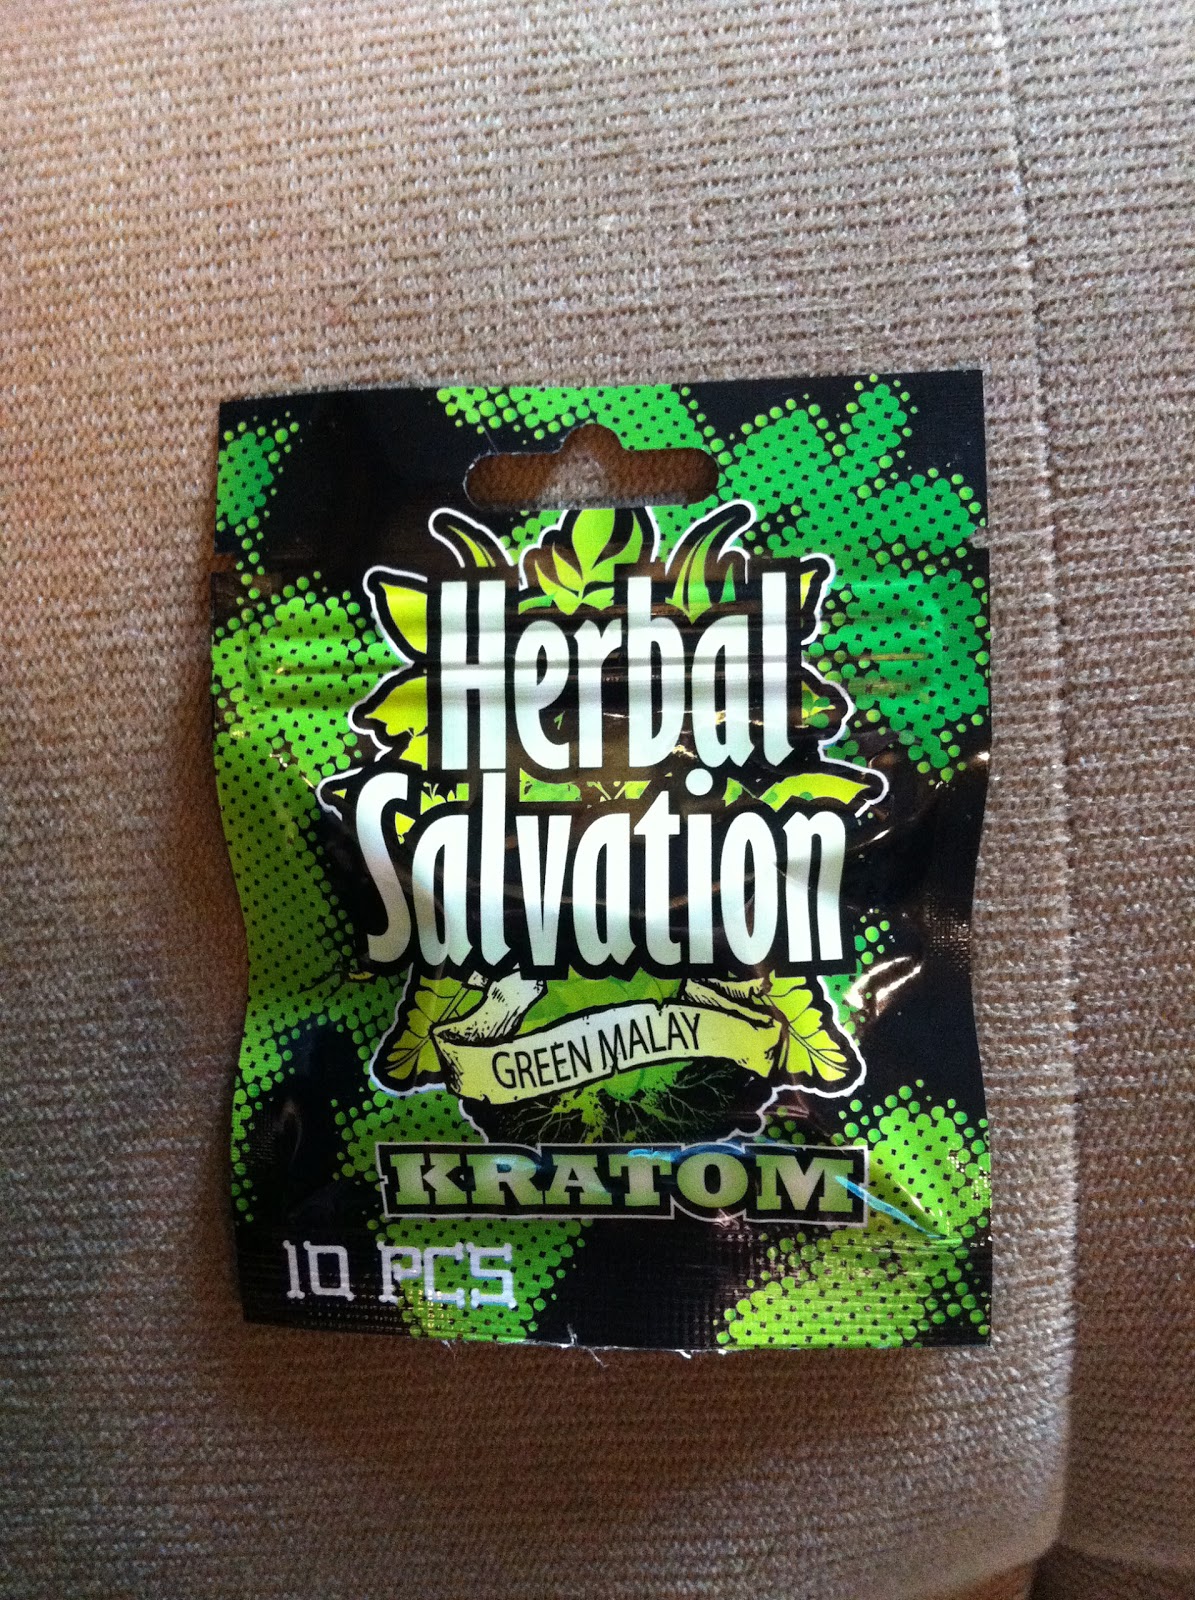 Herbal
Salvation
GREEN MALAY
KRATOM
10 PCS